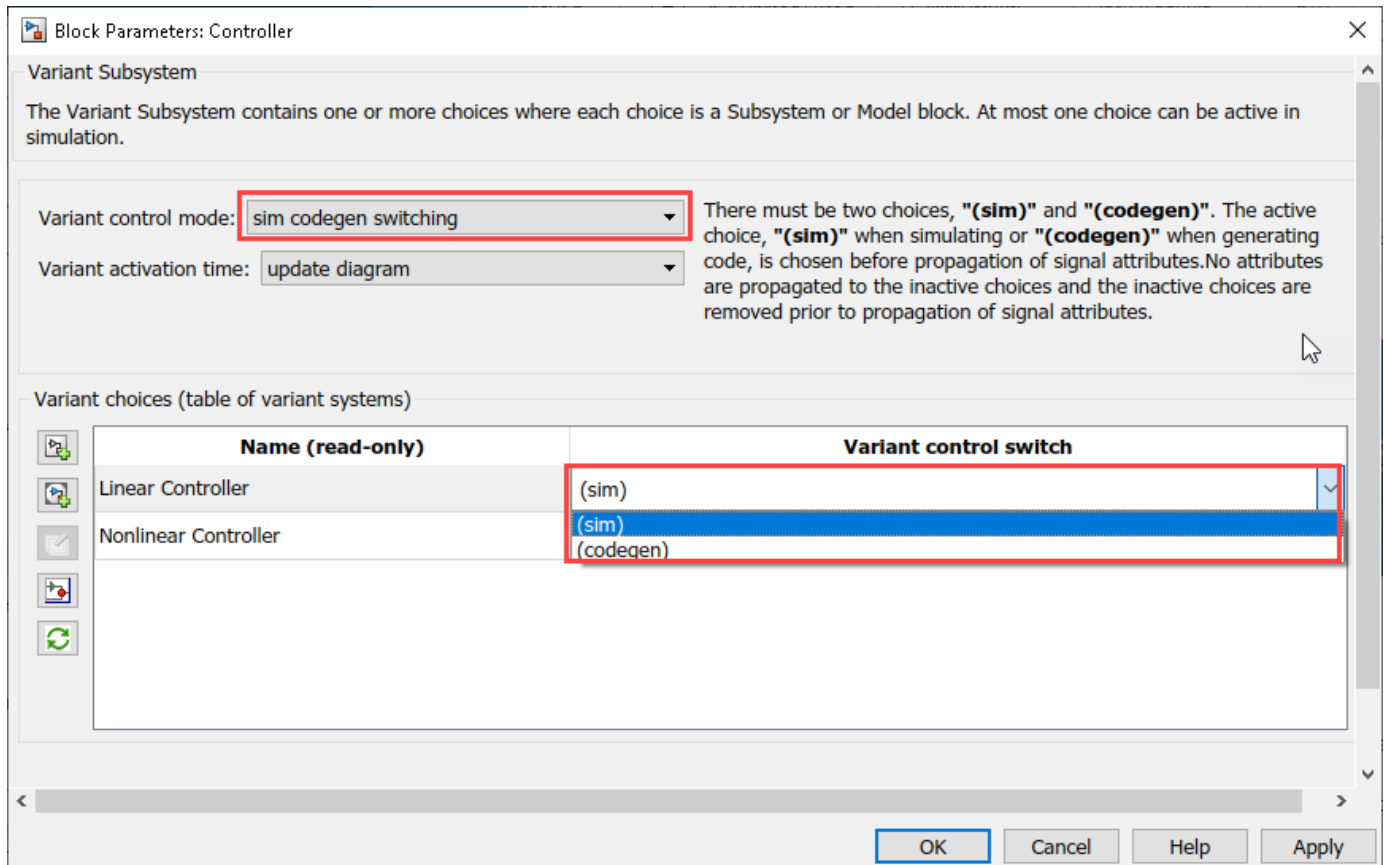 Block Parameters: Controller
Variant Subsystem
The Variant Subsystem contains one or more choices where each choice is a Subsystem or Model block. At most one choice can be active in
simulation.
Variant control mode: sim codegen switching
Variant activation time: update diagram
There must be two choices, "(sim)" and "(codegen)". The active
choice, "(sim)" when simulating or "(codegen)" when generating
code, is chosen before propagation of signal attributes.No attributes
are propagated to the inactive choices and the inactive choices are
removed prior to propagation of signal attributes.
Variant choices (table of variant systems)
Name (read-only) Variant control switch
Linear Controller (sim)
(sim)
Nonlinear Controller
(codegen)
OK Cancel Help Apply